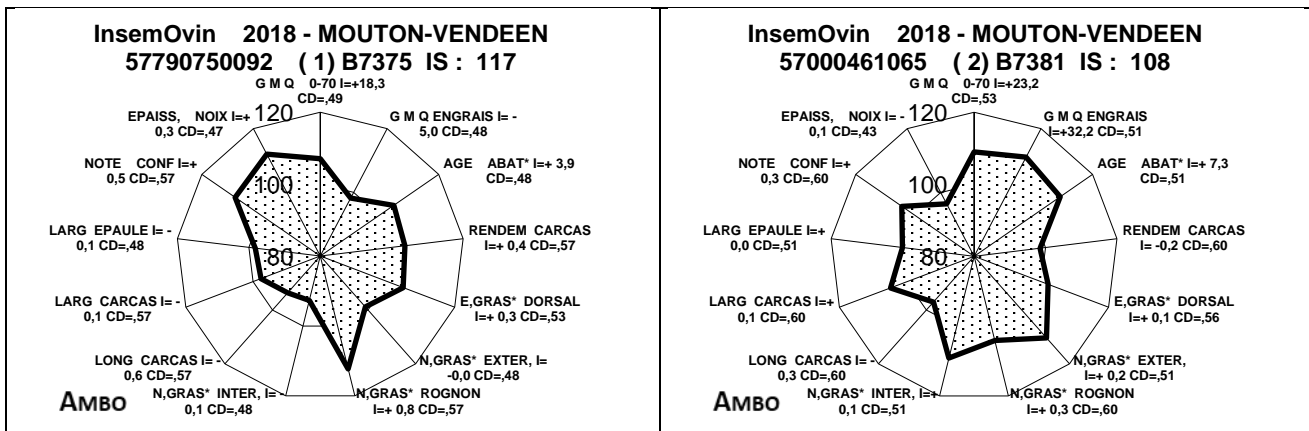 InsemOvin 2018 - MOUTON-VENDEEN
57790750092 ( 1) B7375 IS : 117
G M Q 0-70 I=+18,3
CD=,49
G M Q ENGRAIS I= -
5,0 CD=,48
AGE ABAT* I=+ 3,9
CD=,48
RENDEM CARCAS
I=+ 0,4 CD=,57
E,GRAS* DORSAL
I=+ 0,3 CD=,53
N,GRAS* EXTER, I=
-0,0 CD=,48
N,GRAS* ROGNON
I=+ 0,8 CD=,57
N,GRAS* INTER, I= -
0,1 CD=,48
LONG CARCAS I= -
0,6 CD=,57
LARG CARCAS I= -
0,1 CD=,57
LARG EPAULE I= -
0,1 CD=,48
NOTE CONF I=+
0,5 CD=,57
EPAISS, NOIX I=+
0,3 CD=,47
120
100
80
AMBO
InsemOvin 2018 - MOUTON-VENDEEN
57000461065 ( 2) B7381 IS : 108
G M Q 0-70 I=+23,2
CD=,53
G M Q ENGRAIS
I=+32,2 CD=,51
AGE ABAT* I=+ 7,3
CD=,51
RENDEM CARCAS
I= -0,2 CD=,60
E,GRAS* DORSAL
I=+ 0,1 CD=,56
N,GRAS* EXTER,
I=+ 0,2 CD=,51
N,GRAS* ROGNON
I=+ 0,3 CD=,60
N,GRAS* INTER, I=+
0,1 CD=,51
LONG CARCAS I= -
0,3 CD=,60
LARG CARCAS I=+
0,1 CD=,60
LARG EPAULE I=+
0,0 CD=,51
NOTE CONF I=+
0,3 CD=,60
EPAISS, NOIX I= -
0,1 CD=,43
120
100
80
AMBO